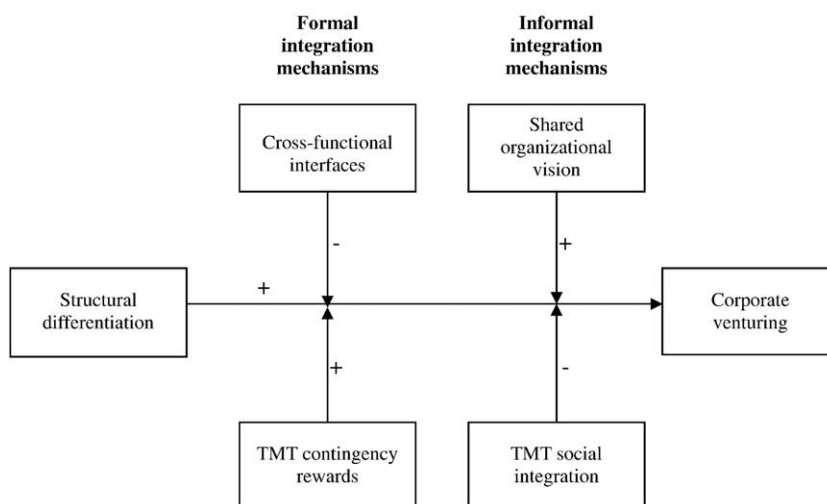 Formal
integration
mechanisms
Informal
integration
mechanisms
Cross-functional
interfaces
Shared
organizational
vision
-
+
Structural
differentiation
+
Corporate
venturing
+
-
TMT contingency
rewards
TMT social
integration